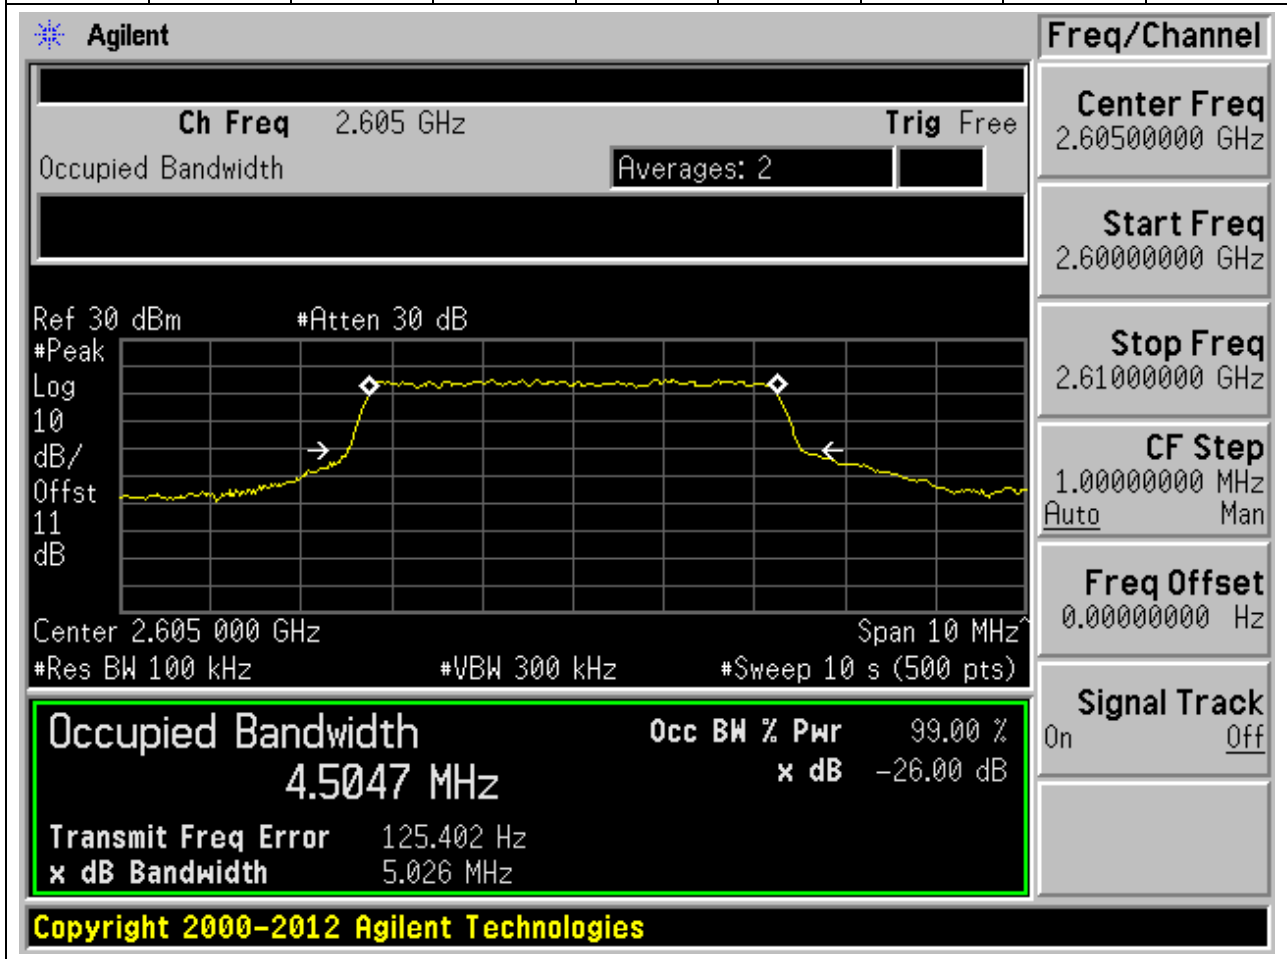 Agilent
Freq/Channel
Ch Freq 2.605 GHz Trig Free
Occupied Bandwidth Averages: 2
Center Freq
2.60500000 GHz
Start Freq
2.60000000 GHz
Stop Freq
2.61000000 GHz
CF Step
1.00000000 MHz
Auto Man
Freq Offset
0.00000000 Hz
Signal Track
On Off
Ref 30 dBm #Atten 30 dB
#Peak
Log
10
dB/
Offst
11
dB
Center 2.605 000 GHz Span 10 MHz^
#Res BW 100 kHz #VBW 300 kHz #Sweep 10 s (500 pts)
Occupied Bandwidth
4.5047 MHz
Occ BW % Pwr 99.00 %
x dB -26.00 dB
Transmit Freq Error 125.402 Hz
x dB Bandwidth 5.026 MHz
Copyright 2000-2012 Agilent Technologies